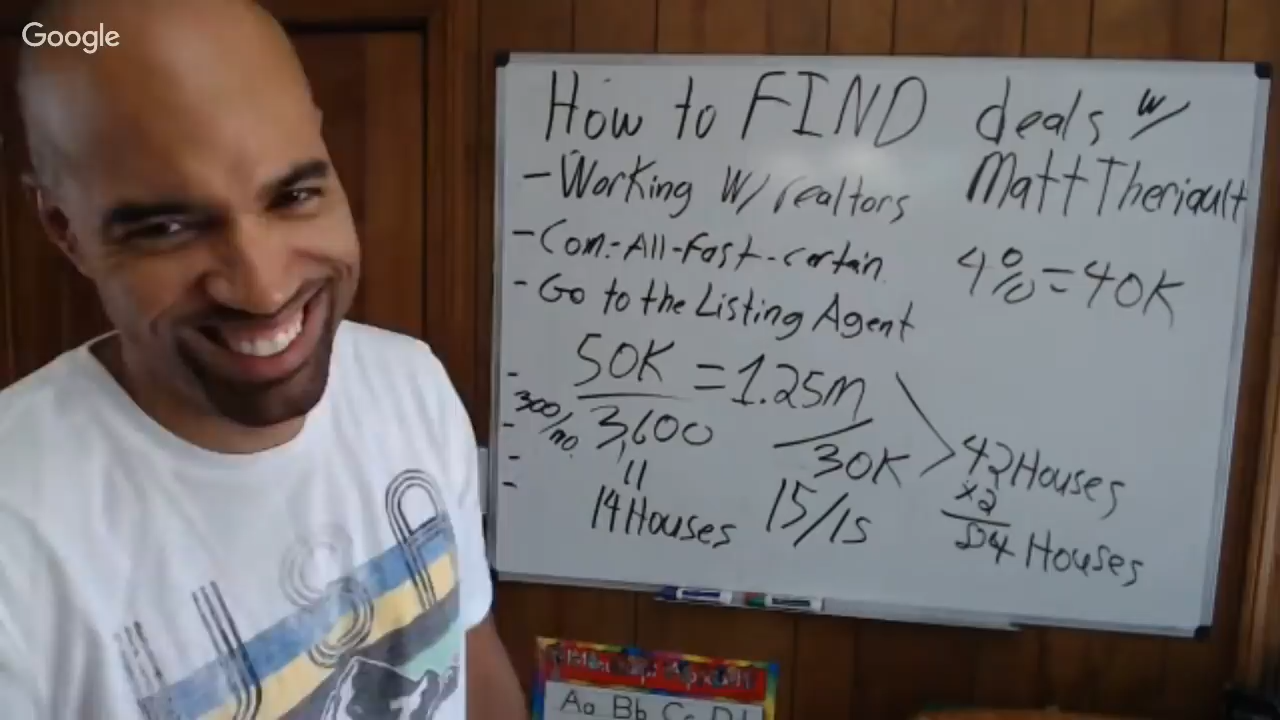 Google
How to FIND deals w/
Matt Theriault
- Working w/ realtors
- Com.-All-Fast-certain.
- Go to the Listing Agent
4% = 40K
50K = 1.25m
300/mo. 3,600
30K
42 Houses
"
x2
14 Houses
15/15
84 Houses
Aa Bb Cc Dd